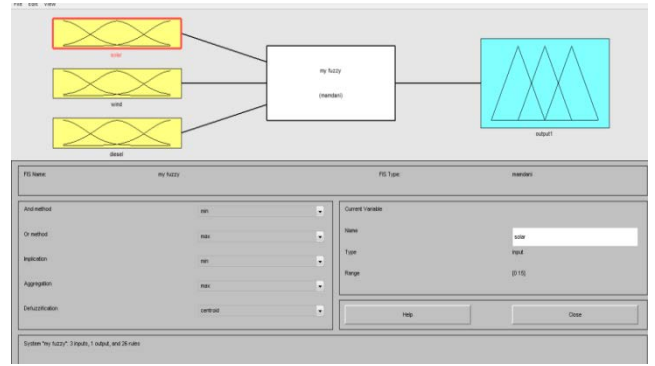 File Edit View
solar
wind
diesel
my fuzzy
(mamdani)
output1
FIS Name: my fuzzy FIS Type: mamdani
And method min
Or method max
Implication min
Aggregation max
Defuzzification centroid
Current Variable
Name solar
Type input
Range [0 15]
Help Close
System "my fuzzy": 3 inputs, 1 output, and 26 rules